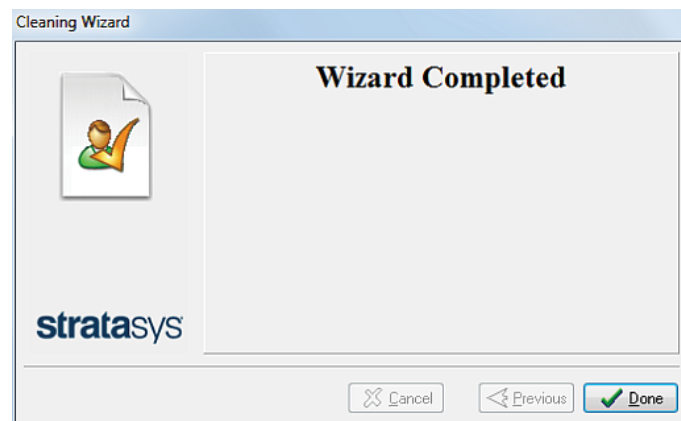 Cleaning Wizard
Wizard Completed
stratasys
Cancel
Previous
Done